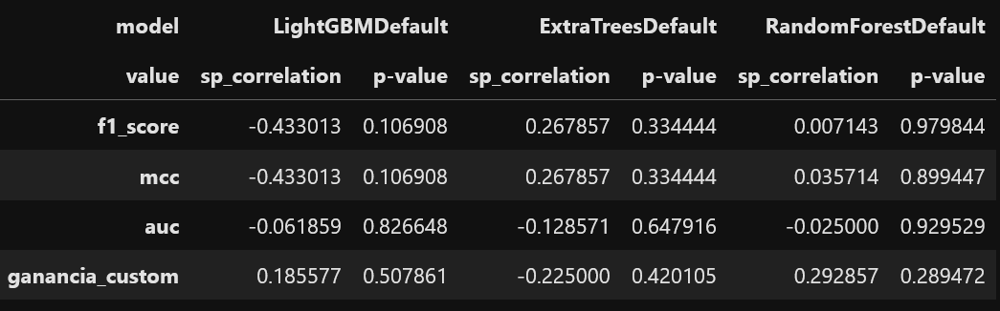 model LightGBMDefault ExtraTreesDefault RandomForestDefault
value sp_correlation p-value sp_correlation p-value sp_correlation p-value
f1_score -0.433013 0.106908 0.267857 0.334444 0.007143 0.979844
mcc -0.433013 0.106908 0.267857 0.334444 0.035714 0.899447
auc -0.061859 0.826648 -0.128571 0.647916 -0.025000 0.929529
ganancia_custom 0.185577 0.507861 -0.225000 0.420105 0.292857 0.289472